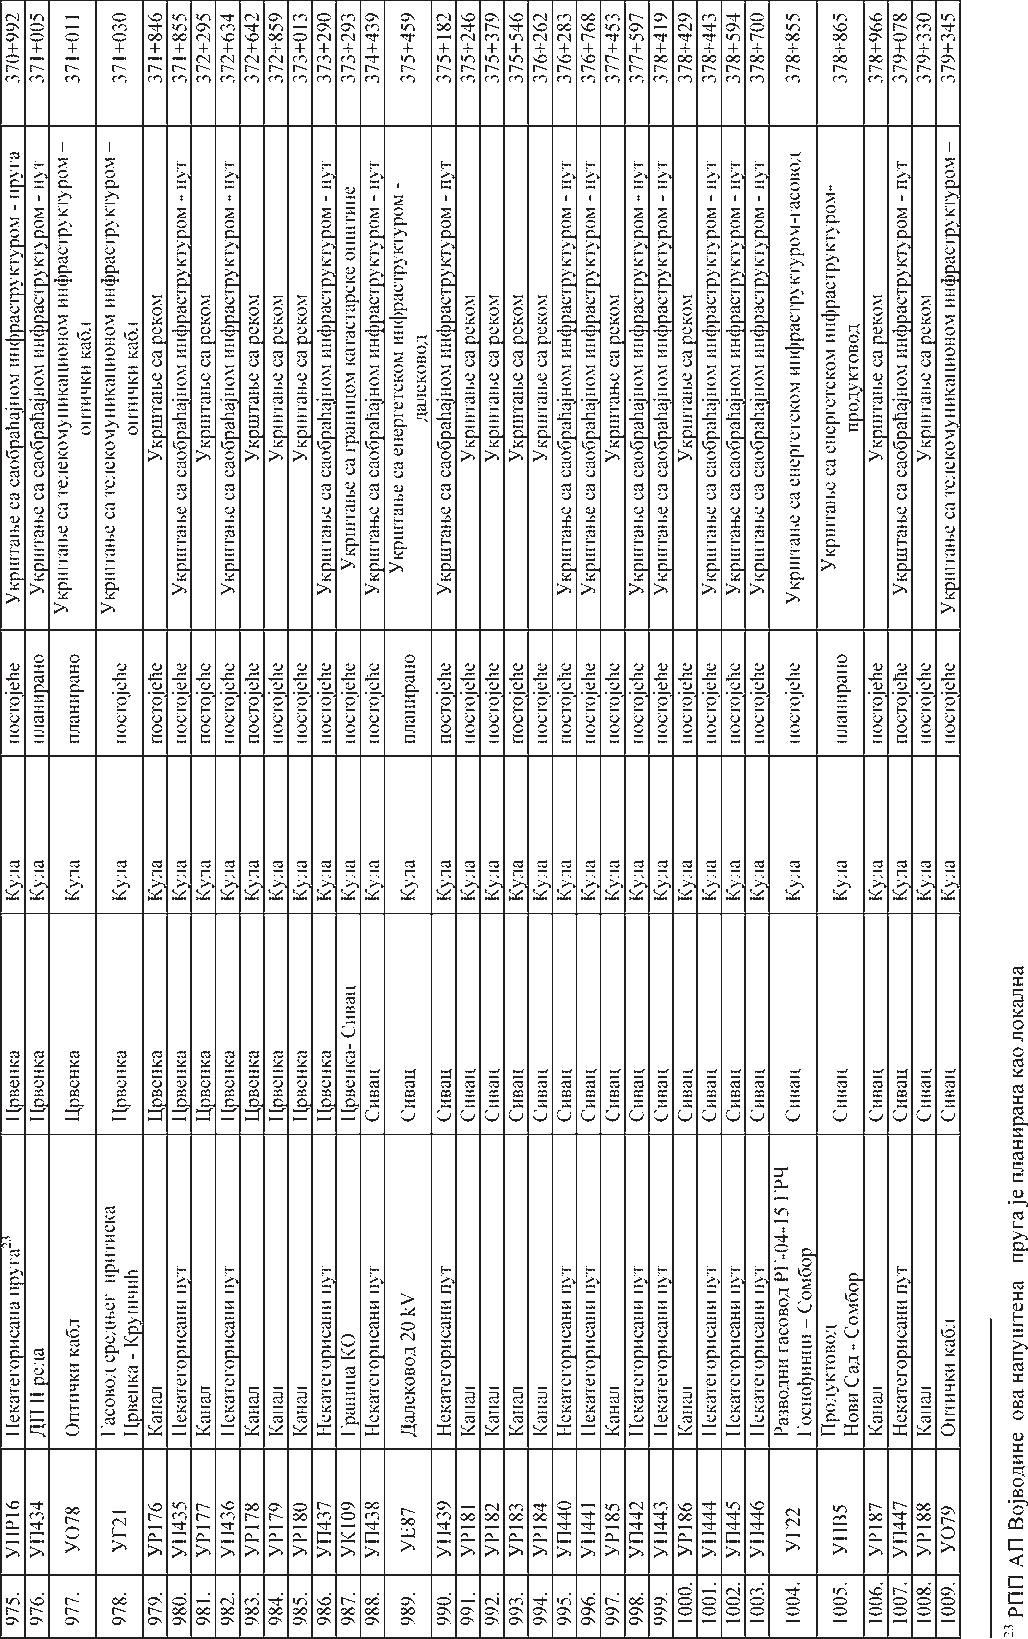 975. УПР16 Некатегорисана пруга23 Црвенка Кула постојеће Укрштање са саобраћајном инфраструктуром - пруга 370+992
976. УП434 ДП II реда Црвенка Кула планирано Укрштање са саобраћајном инфраструктуром - пут 371+005
977. УО78 Оптички кабл Црвенка Кула планирано Укрштање са телекомуникационом инфраструктуром –
оптички кабл 371+011
978. УГ21 Гасовод средњег притиска
Црвенка - Крушчић Црвенка Кула постојеће Укрштање са телекомуникационом инфраструктуром –
оптички кабл 371+030
979. УР176 Канал Црвенка Кула постојеће Укрштање са реком 371+846
980. УП435 Некатегорисани пут Црвенка Кула постојеће Укрштање са саобраћајном инфраструктуром - пут 371+855
981. УР177 Канал Црвенка Кула постојеће Укрштање са реком 372+295
982. УП436 Некатегорисани пут Црвенка Кула постојеће Укрштање са саобраћајном инфраструктуром - пут 372+634
983. УР178 Канал Црвенка Кула постојеће Укрштање са реком 372+642
984. УР179 Канал Црвенка Кула постојеће Укрштање са реком 372+859
985. УР180 Канал Црвенка Кула постојеће Укрштање са реком 373+013
986. УП437 Некатегорисани пут Црвенка Кула постојеће Укрштање са саобраћајном инфраструктуром - пут 373+290
987. УК109 Граница КО Црвенка- Сивац Кула постојеће Укрштање са границом катастарске општине 373+293
988. УП438 Некатегорисани пут Сивац Кула постојеће Укрштање са саобраћајном инфраструктуром - пут 374+439
989. УЕ87 Далековод 20 kV Сивац Кула планирано Укрштање са енергетском инфраструктуром -
далековод 375+459
990. УП439 Некатегорисани пут Сивац Кула постојеће Укрштање са саобраћајном инфраструктуром - пут 375+182
991. УР181 Канал Сивац Кула постојеће Укрштање са реком 375+246
992. УР182 Канал Сивац Кула постојеће Укрштање са реком 375+379
993. УР183 Канал Сивац Кула постојеће Укрштање са реком 375+546
994. УР184 Канал Сивац Кула постојеће Укрштање са реком 376+262
995. УП440 Некатегорисани пут Сивац Кула постојеће Укрштање са саобраћајном инфраструктуром - пут 376+283
996. УП441 Некатегорисани пут Сивац Кула постојеће Укрштање са саобраћајном инфраструктуром - пут 376+768
997. УР185 Канал Сивац Кула постојеће Укрштање са реком 377+453
998. УП442 Некатегорисани пут Сивац Кула постојеће Укрштање са саобраћајном инфраструктуром - пут 377+597
999. УП443 Некатегорисани пут Сивац Кула постојеће Укрштање са саобраћајном инфраструктуром - пут 378+419
1000. УР186 Канал Сивац Кула постојеће Укрштање са реком 378+429
1001. УП444 Некатегорисани пут Сивац Кула постојеће Укрштање са саобраћајном инфраструктуром - пут 378+443
1002. УП445 Некатегорисани пут Сивац Кула постојеће Укрштање са саобраћајном инфраструктуром - пут 378+594
1003. УП446 Некатегорисани пут Сивац Кула постојеће Укрштање са саобраћајном инфраструктуром - пут 378+700
1004. УГ22 Разводни гасовод РГ-04-15 ГРЧ
Госпођинци – Сомбор Сивац Кула постојеће Укрштање са енергетском инфраструктуром-гасовод 378+855
1005. УПВ5 Продуктовод
Нови Сад - Сомбор Сивац Кула планирано Укрштање са енергетском инфраструктуром-
продуктовод 378+865
1006. УР187 Канал Сивац Кула постојеће Укрштање са реком 378+966
1007. УП447 Некатегорисани пут Сивац Кула постојеће Укрштање са саобраћајном инфраструктуром - пут 379+078
1008. УР188 Канал Сивац Кула постојеће Укрштање са реком 379+330
1009. УО79 Оптички кабл Сивац Кула постојеће Укрштање са телекомуникационом инфраструктуром – 379+345
23 РПП АП Војводине ова напуштена пруга је планирана као локална